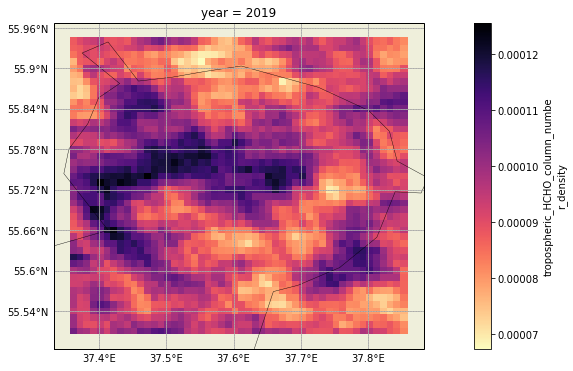 year = 2019
55.96°N
55.9°N
55.84°N
55.78°N
55.72°N
55.66°N
55.6°N
55.54°N
37.4°E
37.5°E
37.6°E
37.7°E
37.8°E
0.00012
0.00011
0.00010
0.00009
0.00008
0.00007
tropospheric_HCHO_column_numbe
r_density